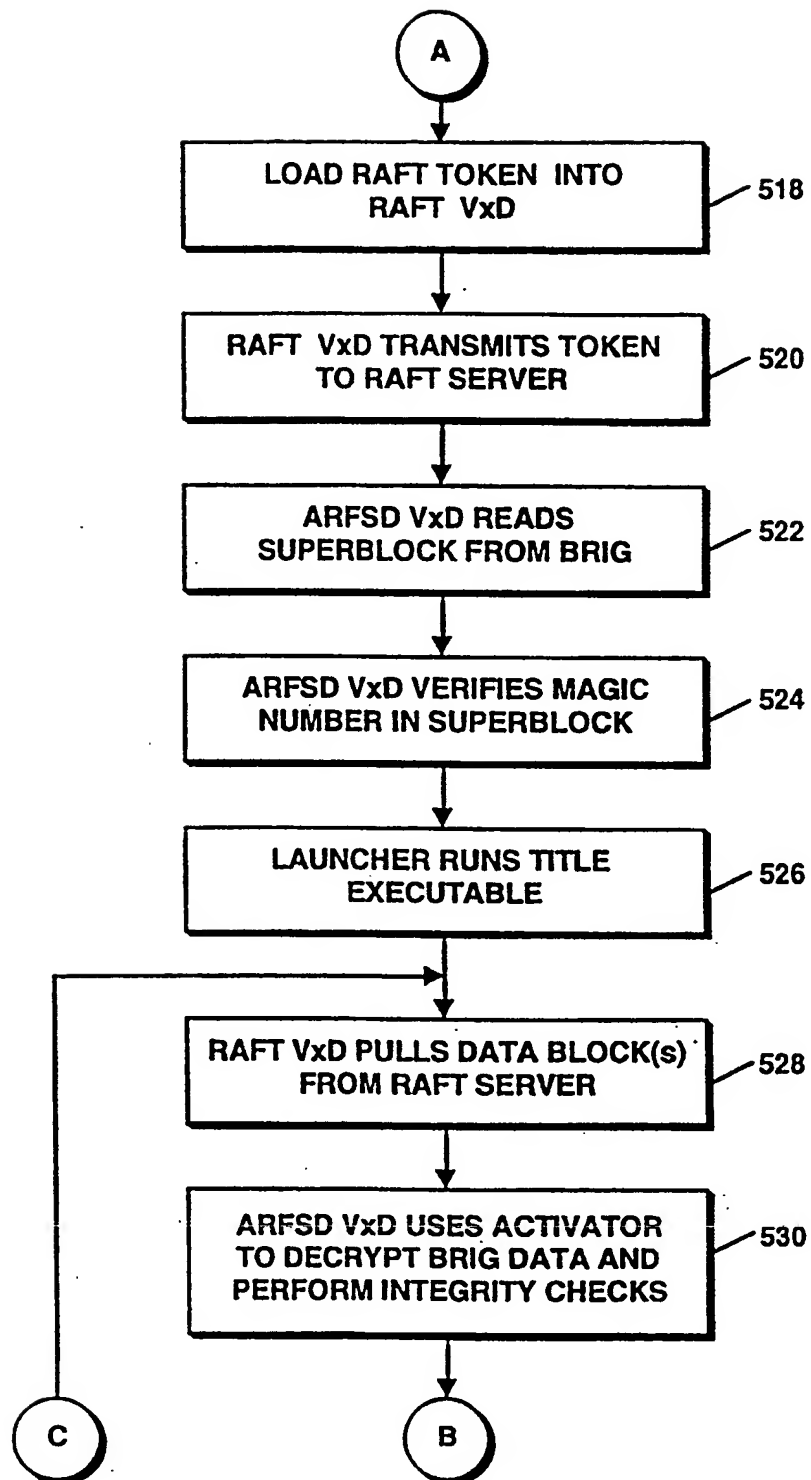 A
LOAD RAFT TOKEN INTO
RAFT VxD
518
RAFT VxD TRANSMITS TOKEN
TO RAFT SERVER
520
ARFSD VxD READS
SUPERBLOCK FROM BRIG
522
ARFSD VxD VERIFIES MAGIC
NUMBER IN SUPERBLOCK
524
LAUNCHER RUNS TITLE
EXECUTABLE
526
RAFT VxD PULLS DATA BLOCK(s)
FROM RAFT SERVER
528
ARFSD VxD USES ACTIVATOR
TO DECRYPT BRIG DATA AND
PERFORM INTEGRITY CHECKS
530
C
B